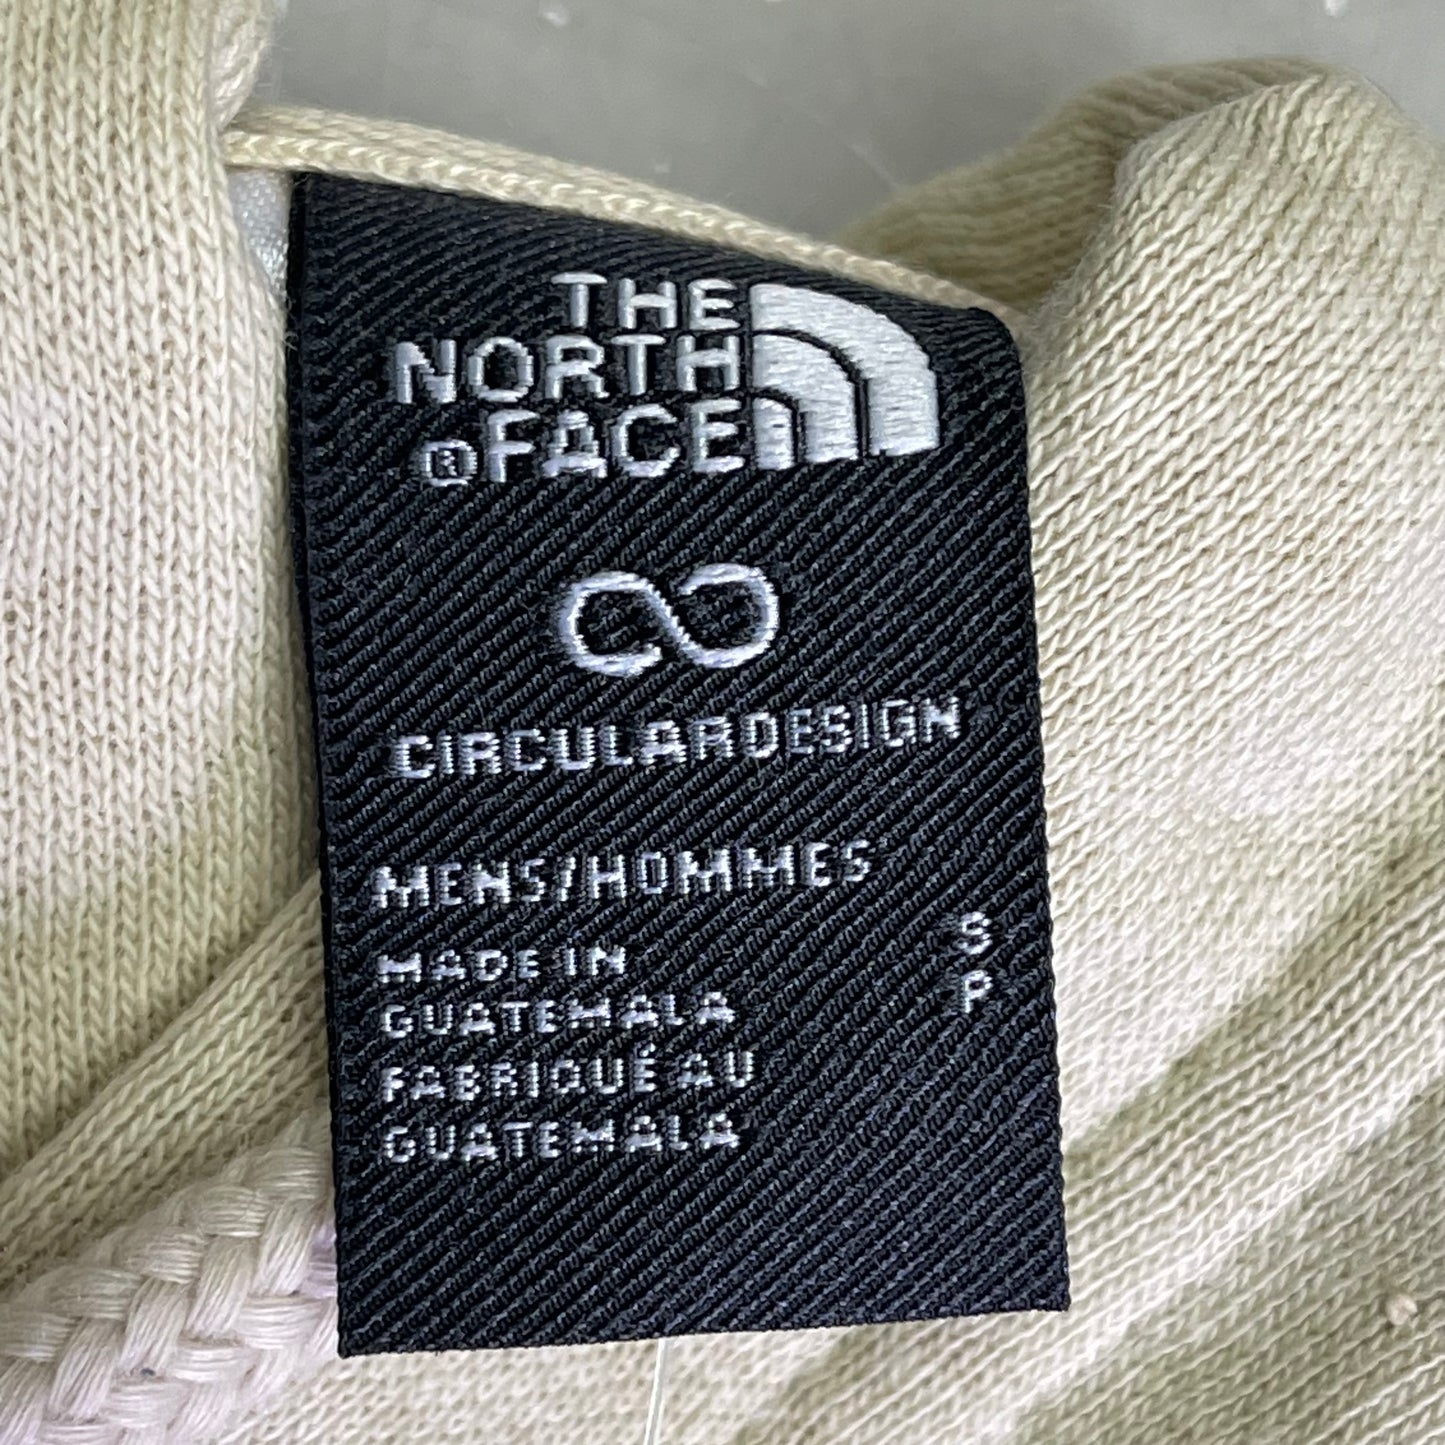 THE
NORTH
®FACE
CIRCULARDESIGN
MENS/HOMMES
MADE IN
GUATEMALA
FABRIQUÉ AU
GUATEMALA
S
P